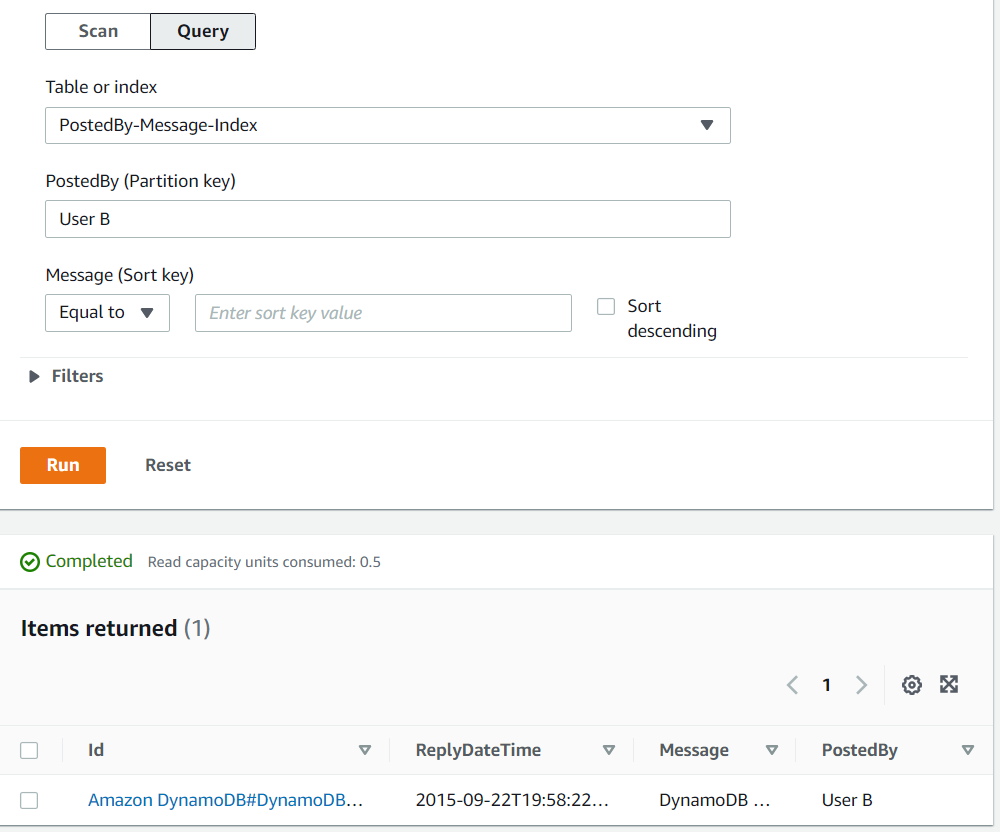 Scan Query
Table or index
PostedBy-Message-Index
PostedBy (Partition key)
User B
Message (Sort key)
Equal to Enter sort key value Sort
descending
Filters
Run Reset
Completed Read capacity units consumed: 0.5
Items returned (1)
1
Id ReplyDateTime Message PostedBy
Amazon DynamoDB#DynamoDB... 2015-09-22T19:58:22... DynamoDB ... User B